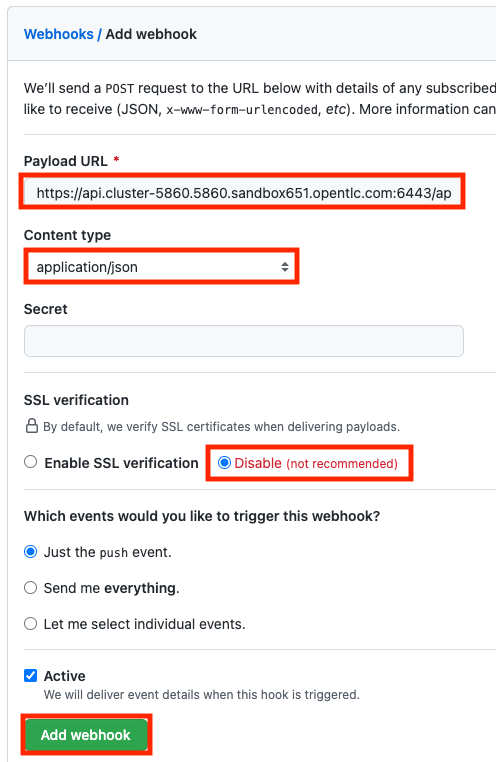 Webhooks / Add webhook
We'll send a POST request to the URL below with details of any subscribed
like to receive (JSON, x-www-form-urlencoded, etc). More information can
Payload URL *
https://api.cluster-5860.5860.sandbox651.opentlc.com:6443/ap
Content type
application/json
Secret
SSL verification
By default, we verify SSL certificates when delivering payloads.
Enable SSL verification Disable (not recommended)
Which events would you like to trigger this webhook?
Just the push event.
Send me everything.
Let me select individual events.
Active
We will deliver event details when this hook is triggered.
Add webhook